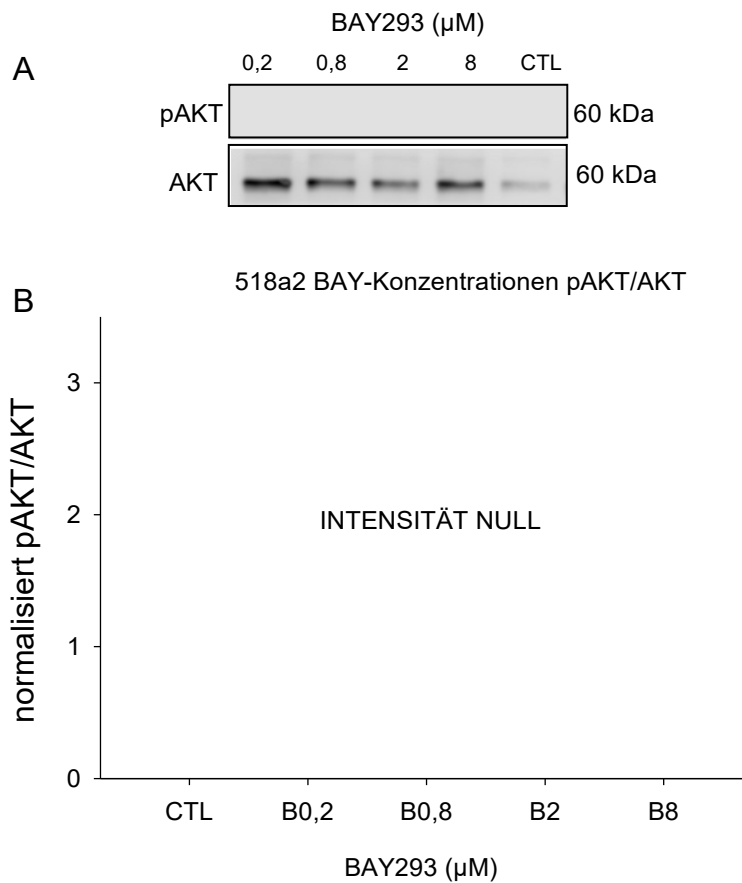 BAY293 (µM)
A
0,2 0,8 2 8 CTL
pAKT 60 kDa
AKT 60 kDa
518a2 BAY-Konzentrationen pAKT/AKT
B
normalisiert pAKT/AKT
3
2
1
0
INTENSITÄT NULL
CTL B0,2 B0,8 B2 B8
BAY293 (µM)